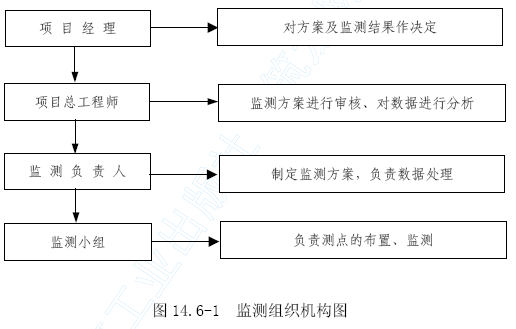 项目经理
对方案及监测结果作决定
项目总工程师
监测方案进行审核、对数据进行分析
监测负责人
制定监测方案，负责数据处理
监测小组
负责测点的布置、监测
图 14.6-1 监测组织机构图